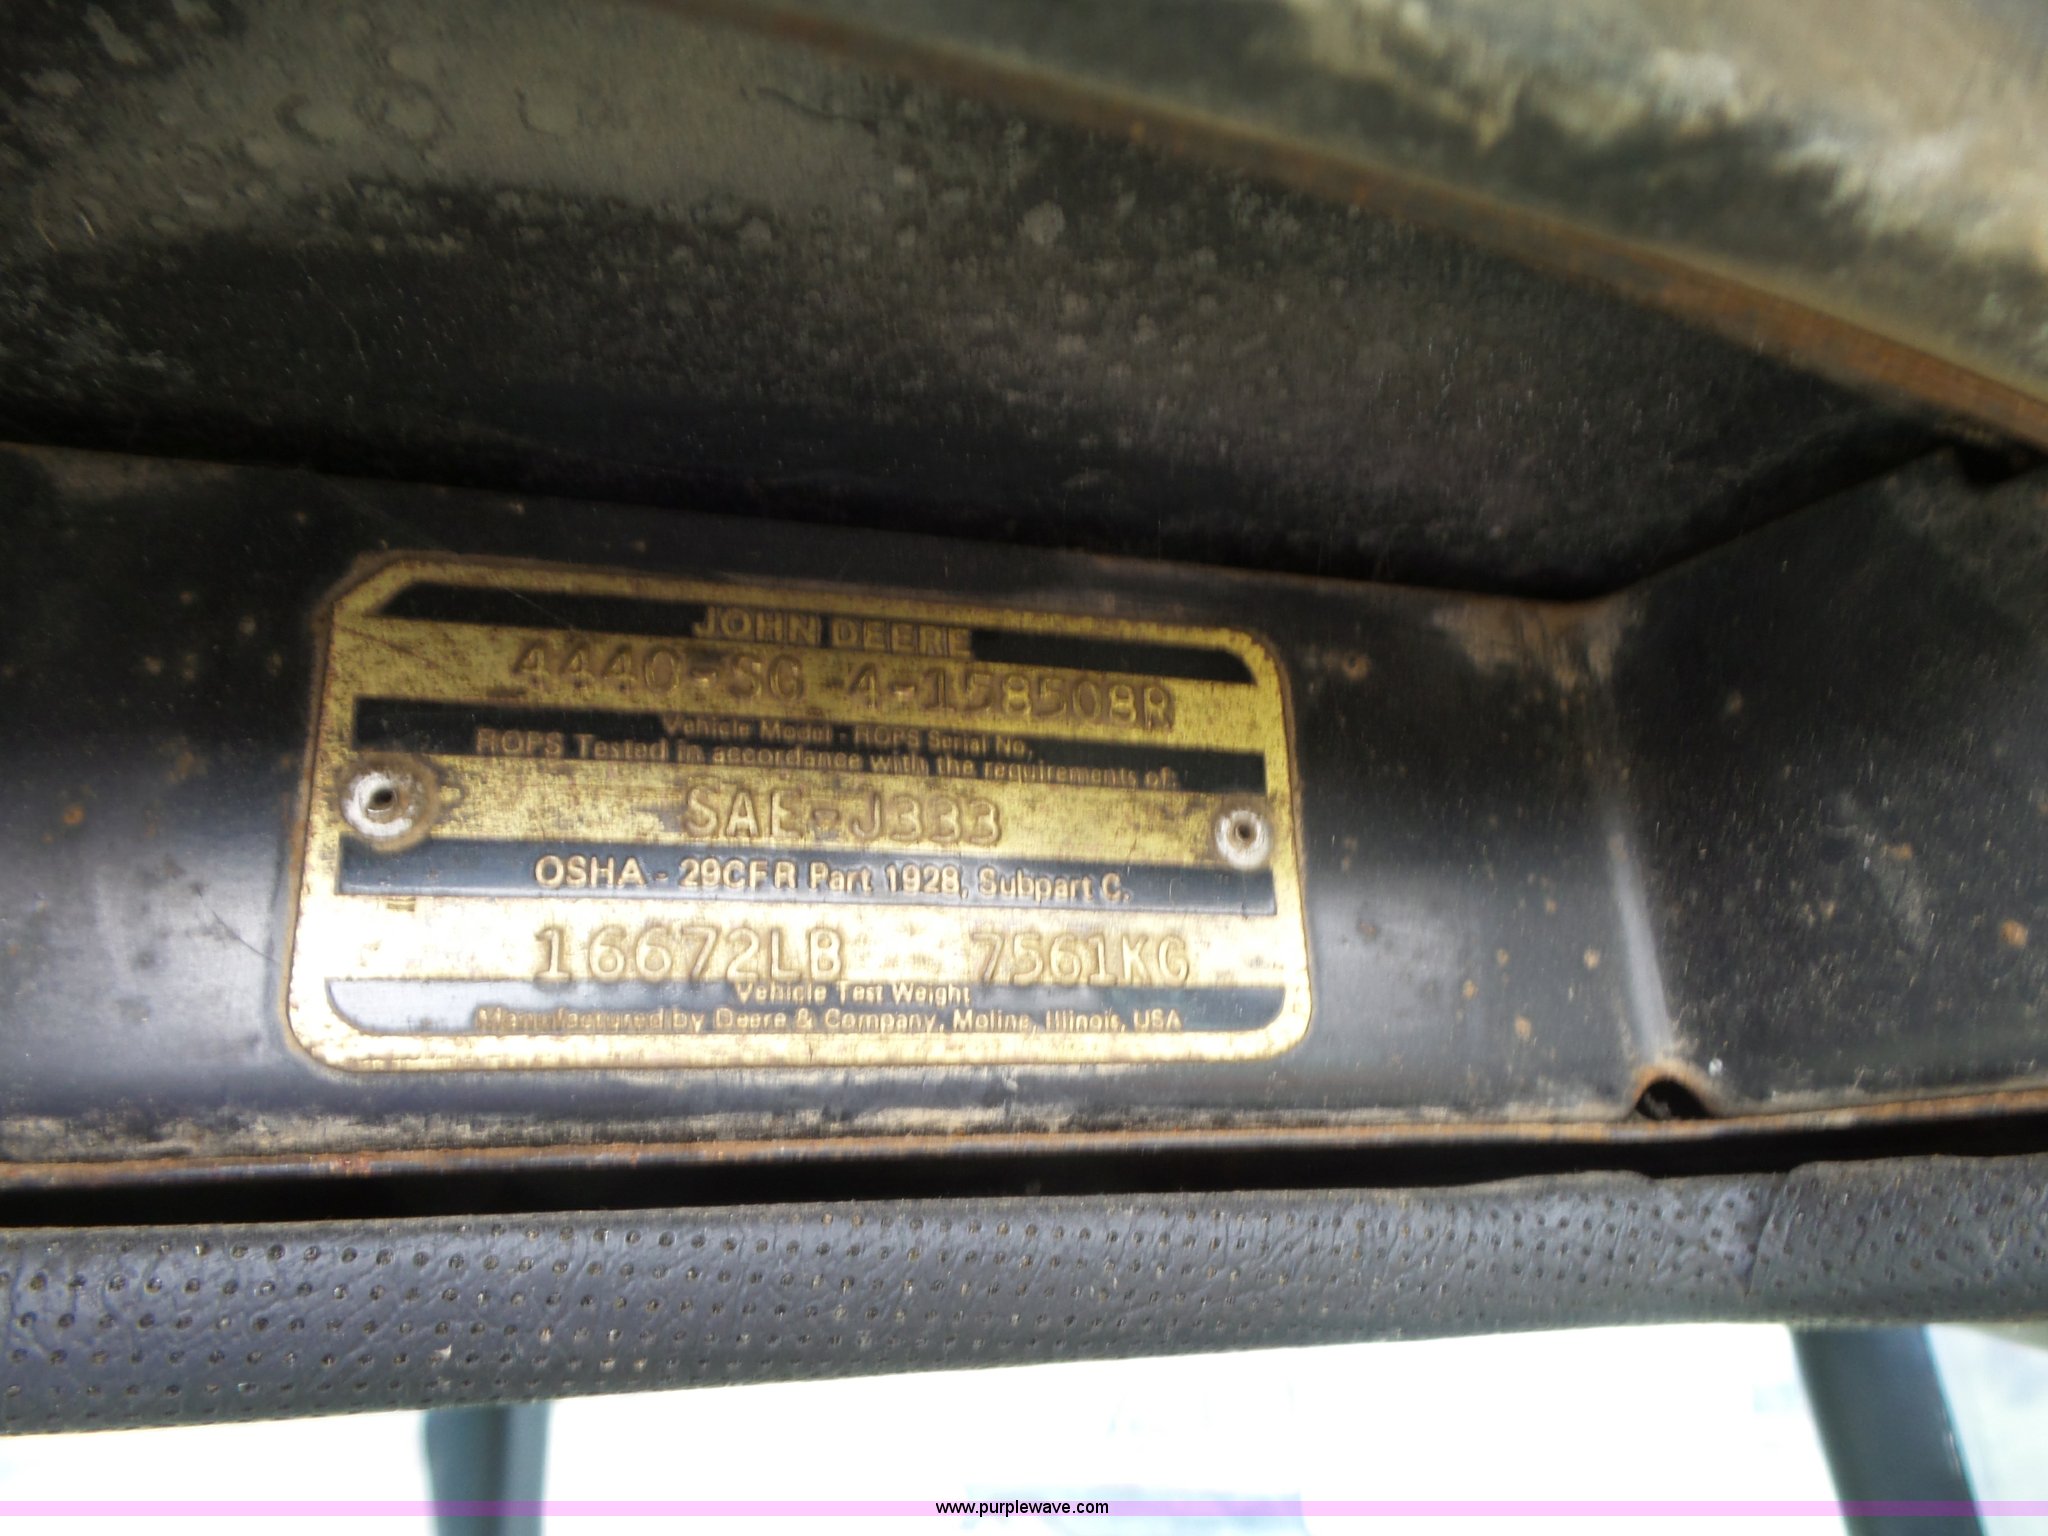 JOHN DEERE
4440-SG 4-158508R
Vehicle Model - ROPS Serial No.
ROPS Tested in accordance with the requirements of:
SAE-J333
OSHA - 29CFR Part 1928, Subpart C.
16672LB 7561KG
Vehicle Test Weight
Manufactured by Deere & Company, Moline, Illinois, USA
www.purplewave.com